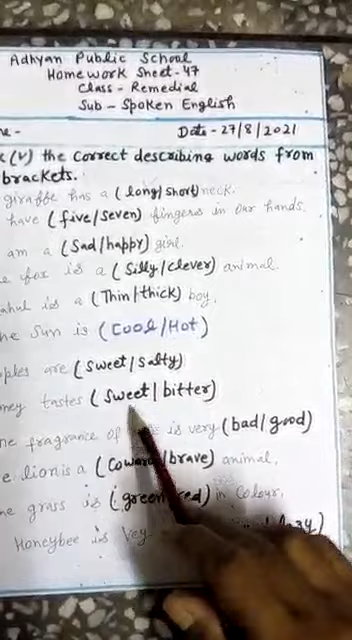 Adhyan Public School
Homework Sheet-47
Class - Remedial
Sub - Spoken English
Date - 27/8/2021
(✓) the correct describing words from
brackets.
giraffe has a (long/short) neck.
have (five/seven) fingers in our hands.
am a (Sad/happy) girl.
fox is a (Silly/clever) animal.
is a (Thin/thick) boy.
Sun is (Cool/Hot)
are (Sweet/salty)
tastes (Sweet/bitter)
fragrance of is very (bad/good)
lion is a (Coward/brave) animal.
grass is (green/red) in Colour.
Honeybee is Vey